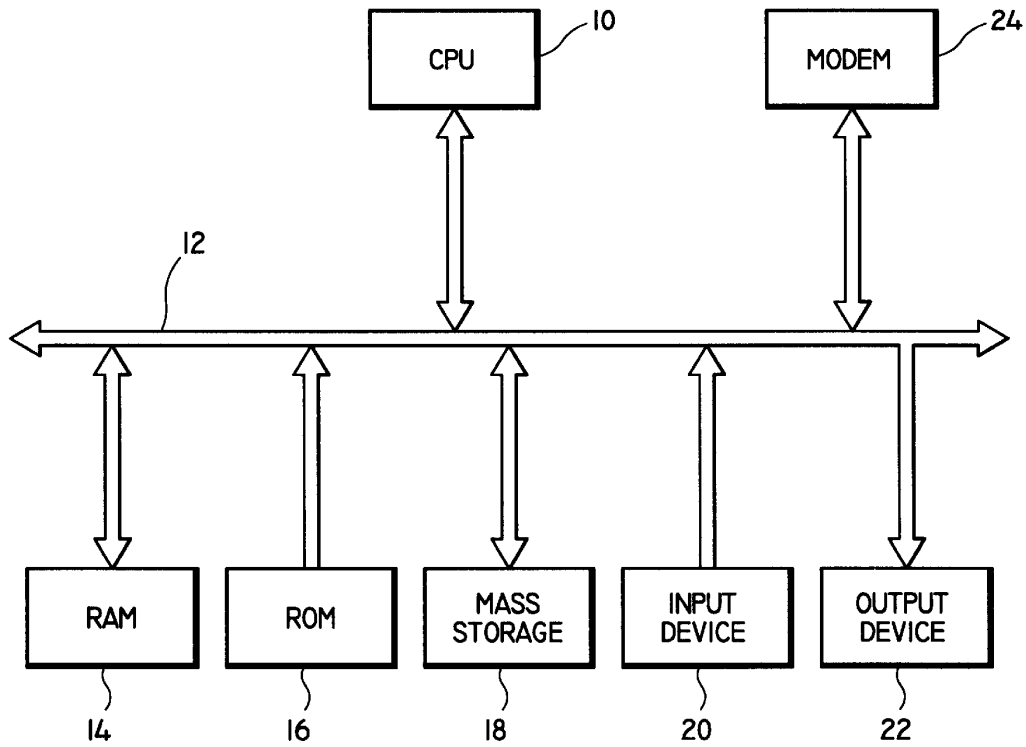 CPU
10
MODEM
24
12
RAM
ROM
MASS
STORAGE
INPUT
DEVICE
OUTPUT
DEVICE
14
16
18
20
22